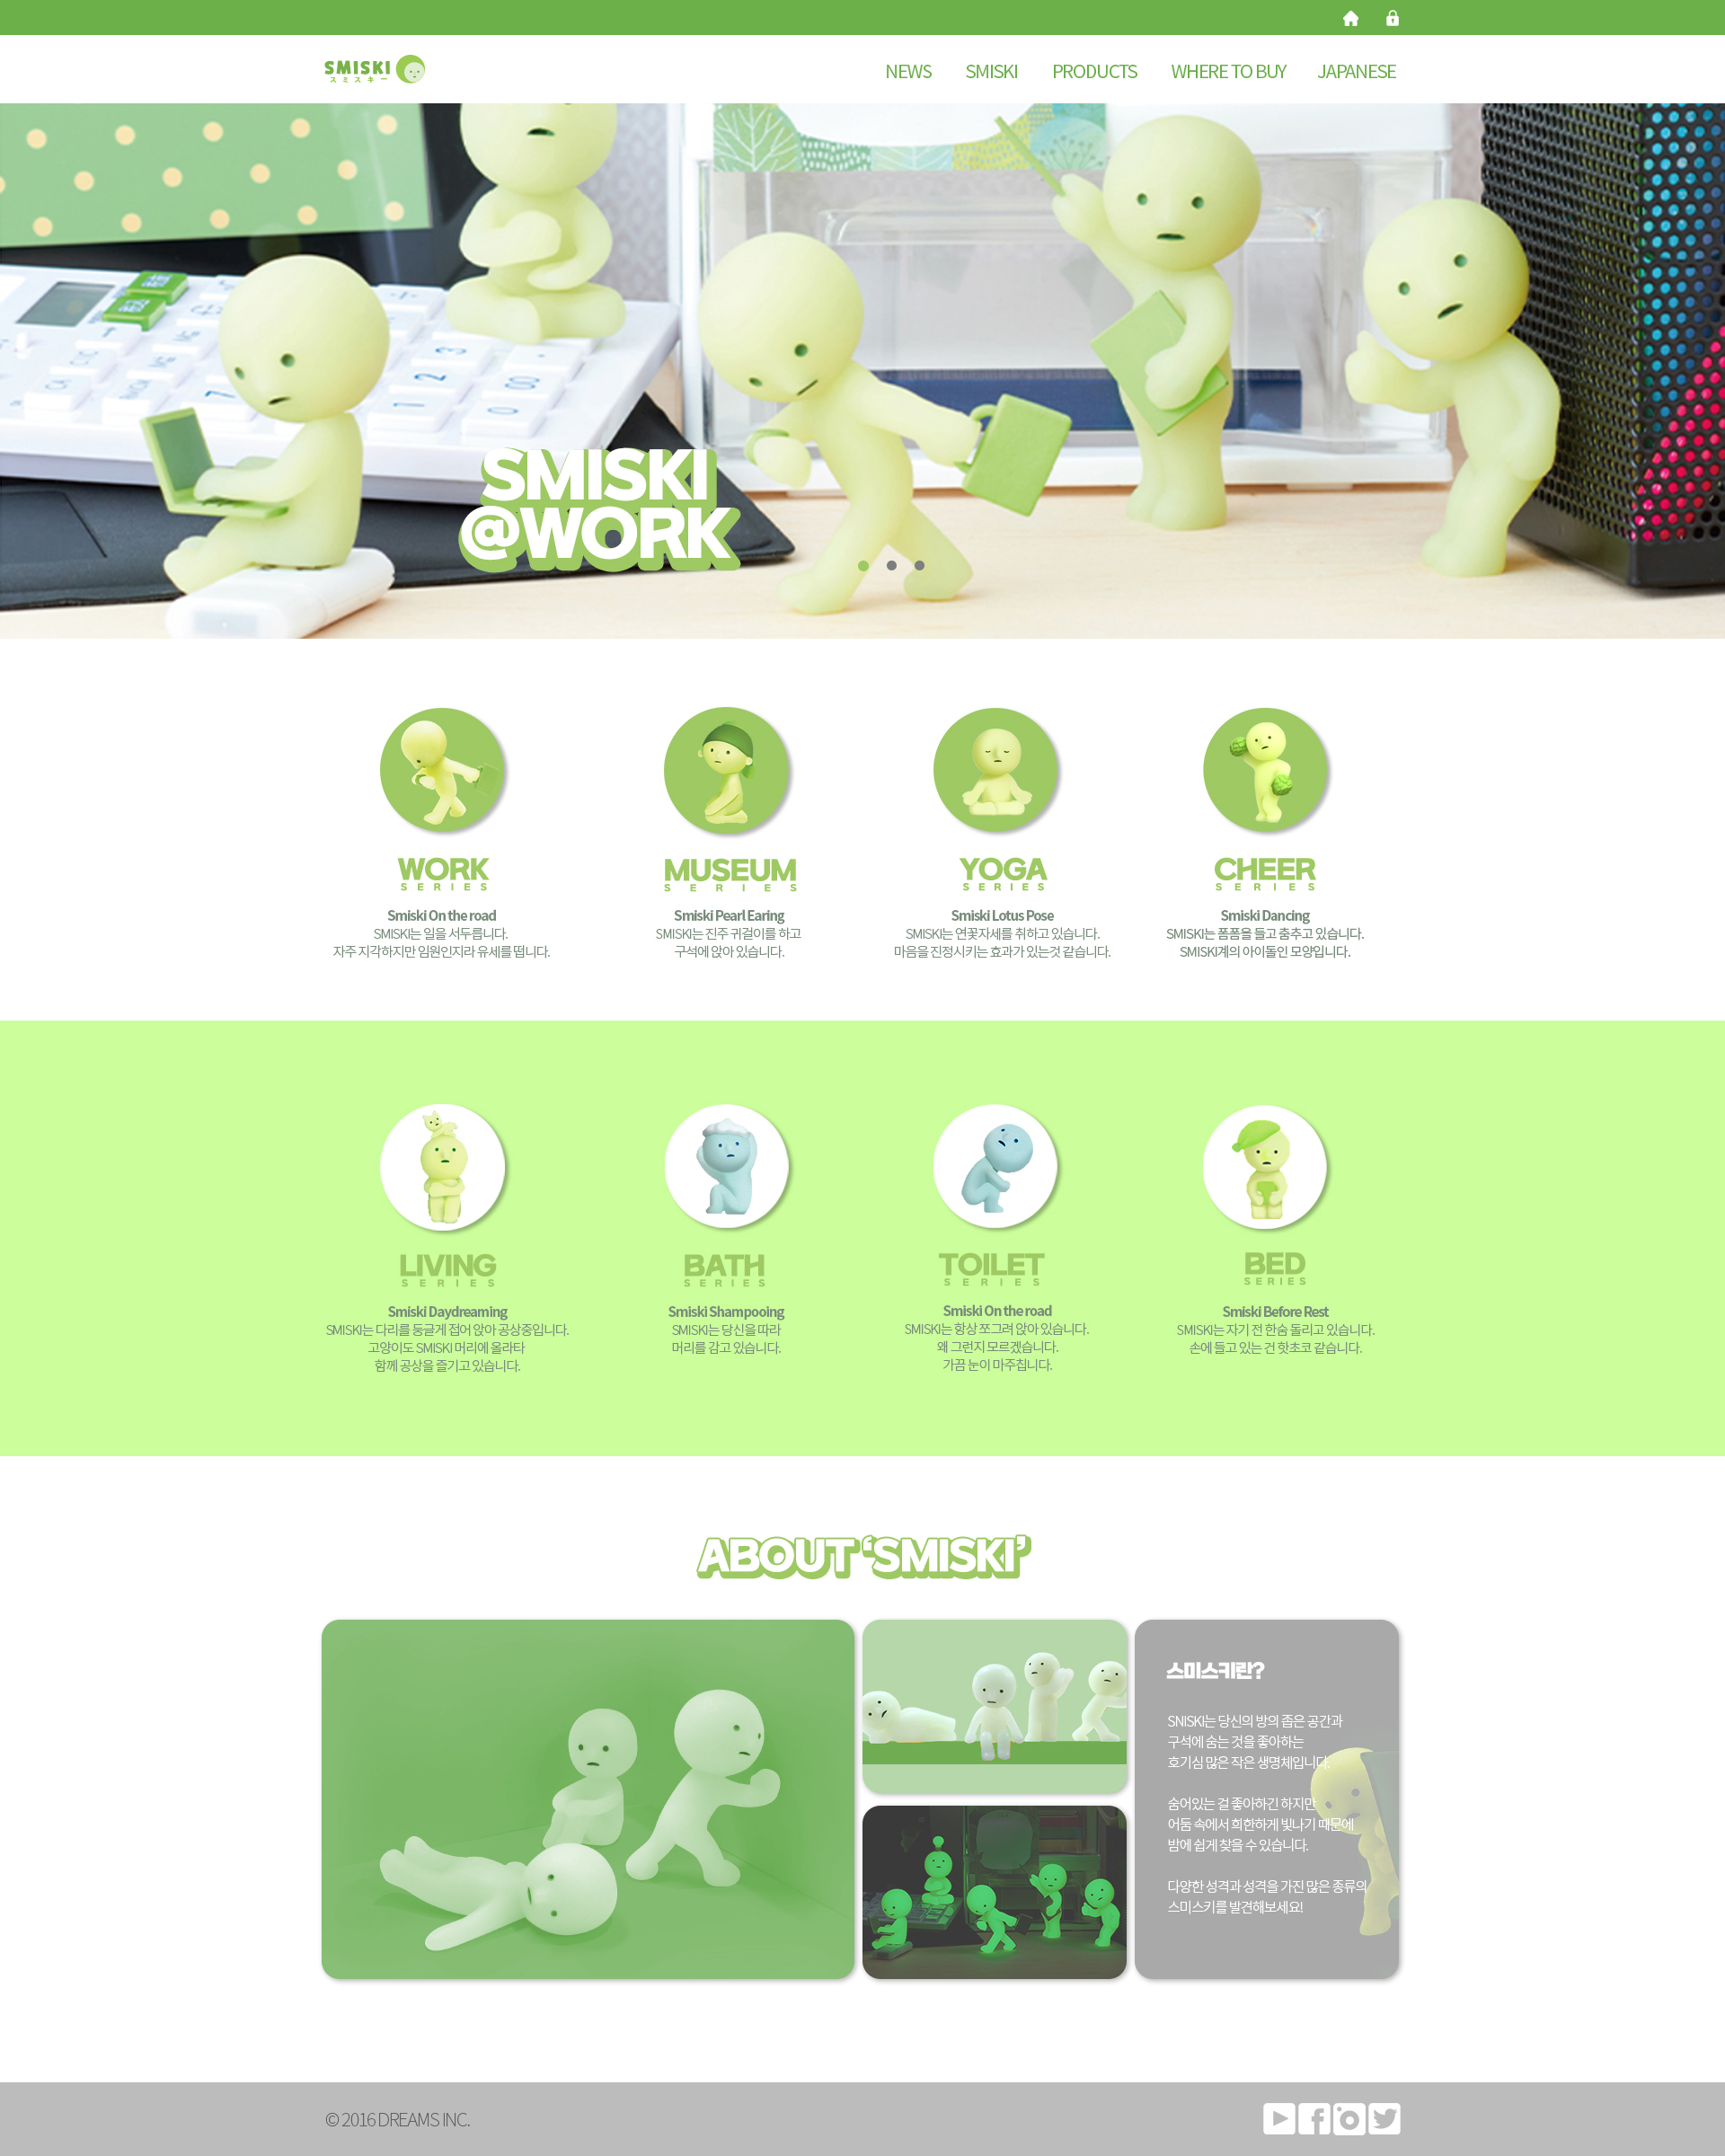 SMISKI
スミスキー
NEWS
SMISKI
PRODUCTS
WHERE TO BUY
JAPANESE
SMISKI
@WORK
WORK
SERIES
Smiski On the road
SMISKI는 일을 서두릅니다.
자주 지각하지만 임원인지라 유세를 떱니다.
MUSEUM
SERIES
Smiski Pearl Earing
SMISKI는 진주 귀걸이를 하고
구석에 앉아 있습니다.
YOGA
SERIES
Smiski Lotus Pose
SMISKI는 연꽃자세를 취하고 있습니다.
마음을 진정시키는 효과가 있는것 같습니다.
CHEER
SERIES
Smiski Dancing
SMISKI는 폼폼을 들고 춤추고 있습니다.
SMISKI계의 아이돌인 모양입니다.
LIVING
SERIES
Smiski Daydreaming
SMISKI는 다리를 둥글게 접어 앉아 공상중입니다.
고양이도 SMISKI 머리에 올라타
함께 공상을 즐기고 있습니다.
BATH
SERIES
Smiski Shampooing
SMISKI는 당신을 따라
머리를 감고 있습니다.
TOILET
SERIES
Smiski On the road
SMISKI는 항상 쪼그려 앉아 있습니다.
왜 그런지 모르겠습니다.
가끔 눈이 마주칩니다.
BED
SERIES
Smiski Before Rest
SMISKI는 자기 전 한숨 돌리고 있습니다.
손에 들고 있는 건 핫초코 같습니다.
ABOUT ‘SMISKI’
스미스키란?
SNISKI는 당신의 방의 좁은 공간과
구석에 숨는 것을 좋아하는
호기심 많은 작은 생명체입니다.
숨어있는 걸 좋아하긴 하지만
어둠 속에서 희한하게 빛나기 때문에
밤에 쉽게 찾을 수 있습니다.
다양한 성격과 성격을 가진 많은 종류의
스미스키를 발견해보세요!
© 2016 DREAMS INC.